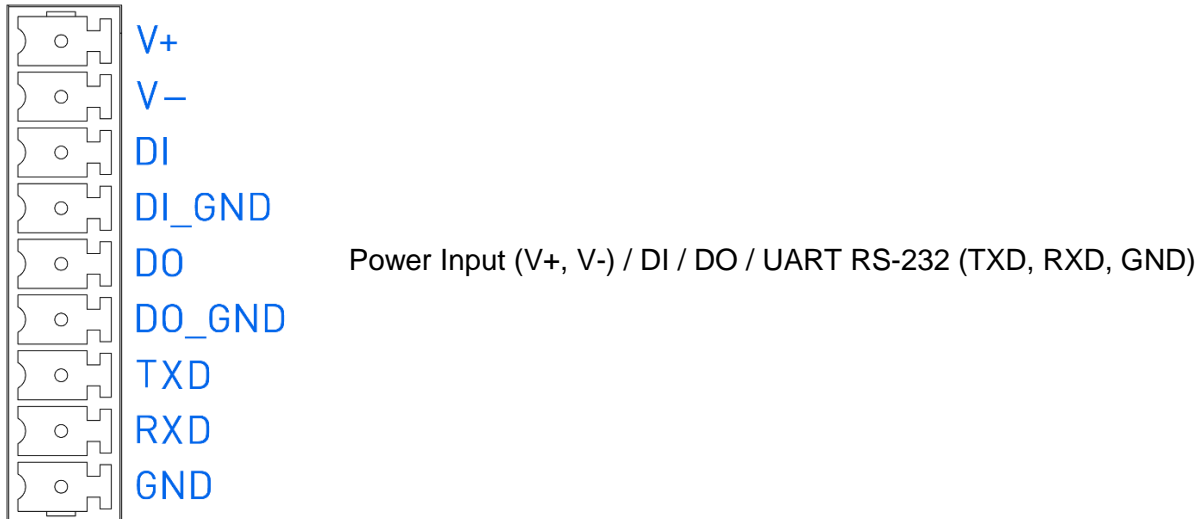 V+
V–
DI
DI_GND
DO
Power Input (V+, V-) / DI / DO / UART RS-232 (TXD, RXD, GND)
DO_GND
TXD
RXD
GND